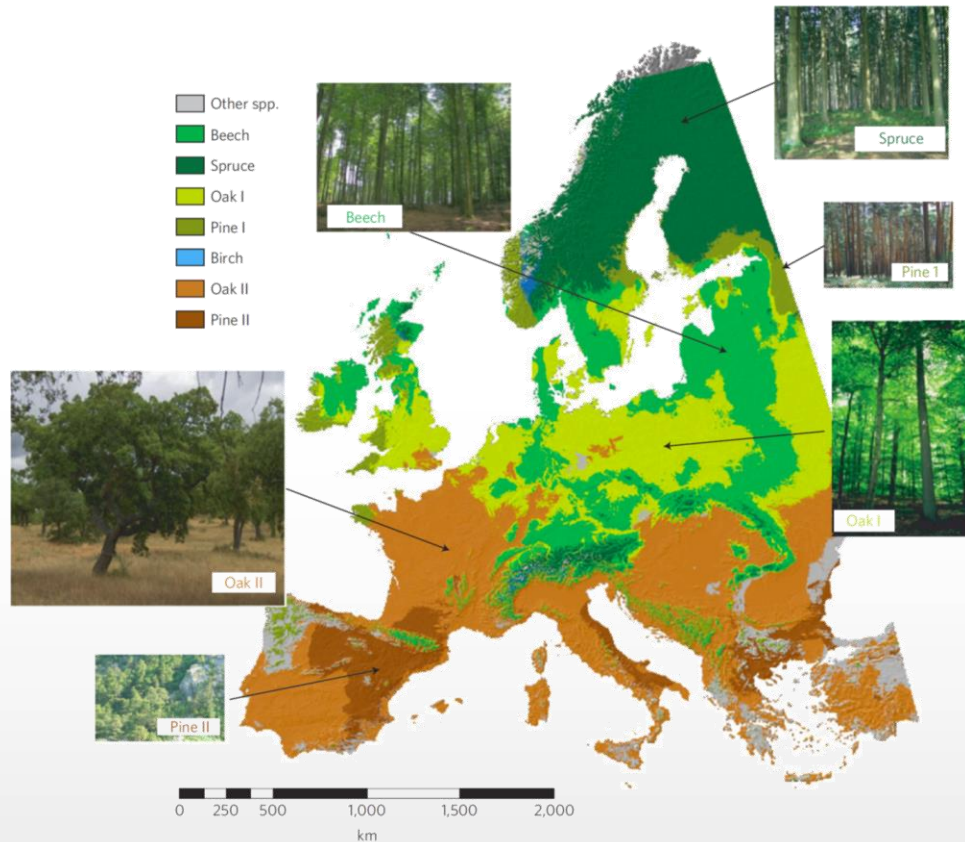 Other spp.
Beech
Spruce
Oak I
Pine I
Birch
Oak II
Pine II
Beech
Spruce
Pine 1
Oak I
Oak II
Pine II
0 250 500 1,000 1,500 2,000
km